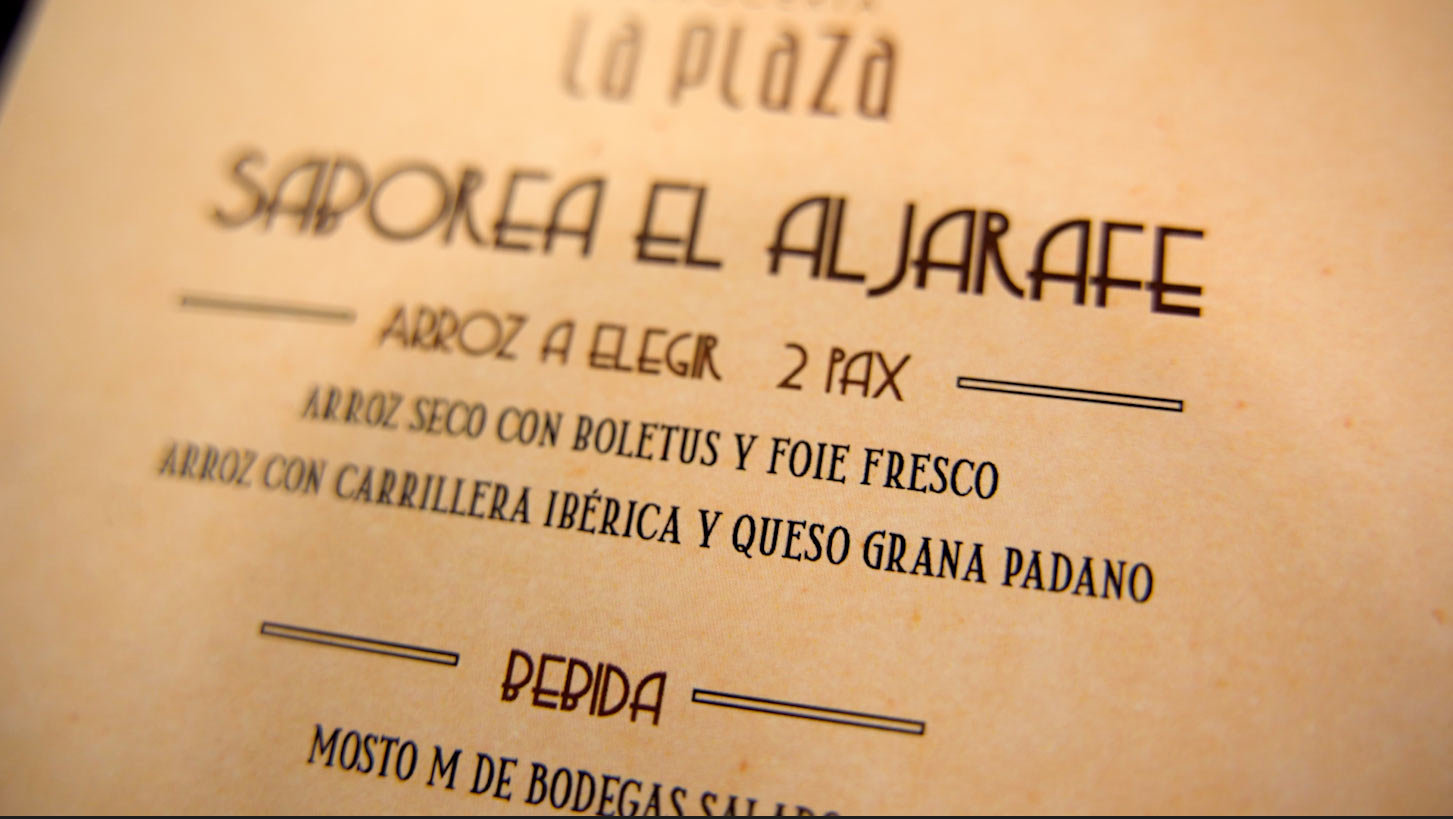 La Plaza
SABOREA EL ALJARAFE
ARROZ A ELEGIR 2 PAX
ARROZ SECO CON BOLETUS Y FOIE FRESCO
ARROZ CON CARRILLERA IBÉRICA Y QUESO GRANA PADANO
BEBIDA
MOSTO M DE BODEGAS